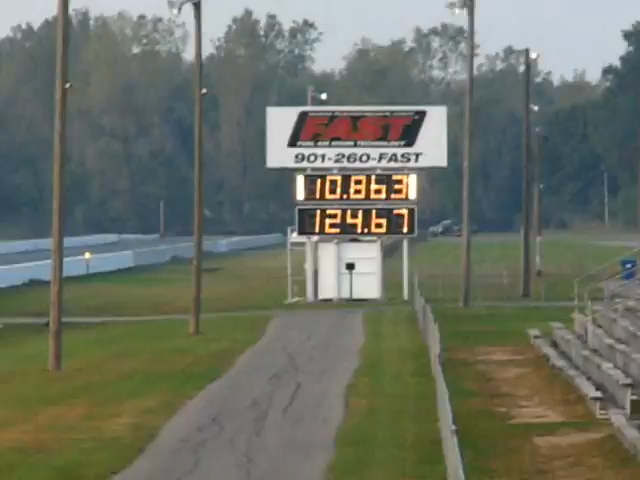 FAST
FUEL AIR SPARK TECHNOLOGY
901-260-FAST
10.863
124.67